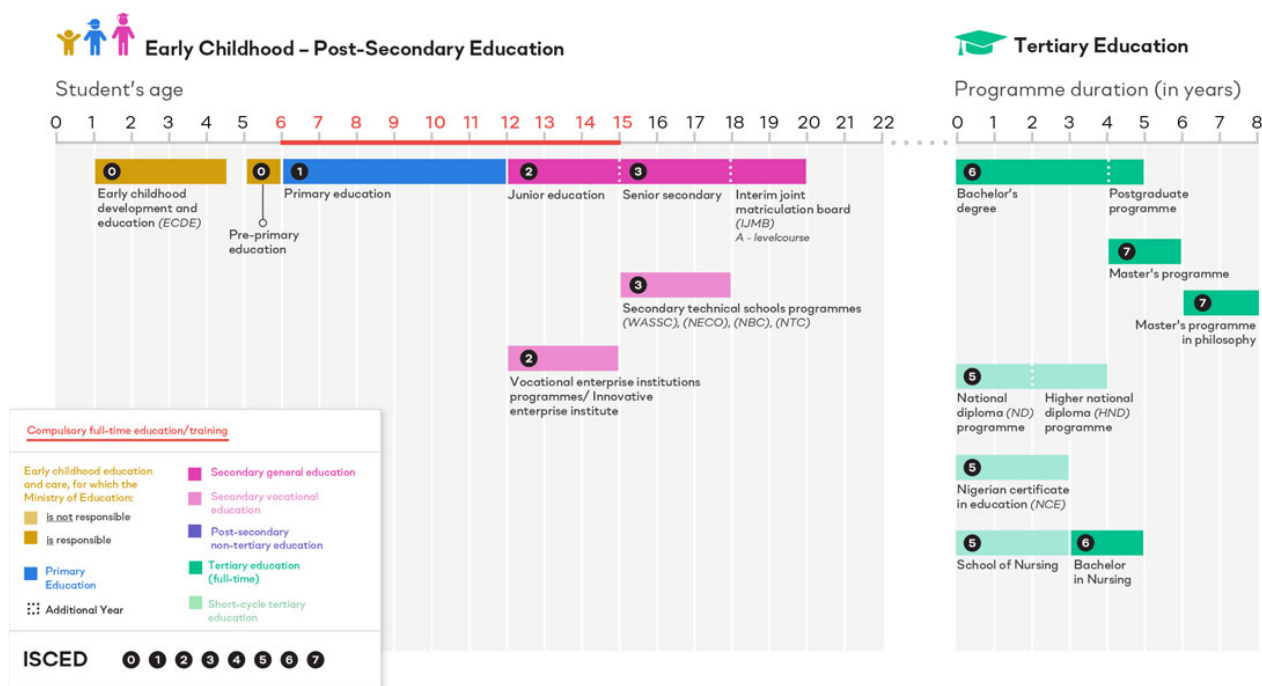 Early Childhood – Post-Secondary Education
Student's age
0 1 2 3 4 5 6 7 8 9 10 11 12 13 14 15 16 17 18 19 20 21 22
0
Early childhood
development and
education (ECDE)
0
Pre-primary
education
1
Primary education
2
Junior education
3
Senior secondary
Interim joint
matriculation board
(IJMB)
A - levelcourse
3
Secondary technical schools programmes
(WASSC), (NECO), (NBC), (NTC)
2
Vocational enterprise institutions
programmes/ Innovative
enterprise institute
Tertiary Education
Programme duration (in years)
0 1 2 3 4 5 6 7 8
6
Bachelor's
degree
Postgraduate
programme
7
Master's programme
7
Master's programme
in philosophy
5
National
diploma (ND)
programme
Higher national
diploma (HND)
programme
5
Nigerian certificate
in education (NCE)
5
School of Nursing
6
Bachelor
in Nursing
Compulsory full-time education/training
Early childhood education
and care, for which the
Ministry of Education:
is not responsible
is responsible
Primary
Education
Additional Year
Secondary general education
Secondary vocational
education
Post-secondary
non-tertiary education
Tertiary education
(full-time)
Short-cycle tertiary
education
ISCED 0 1 2 3 4 5 6 7